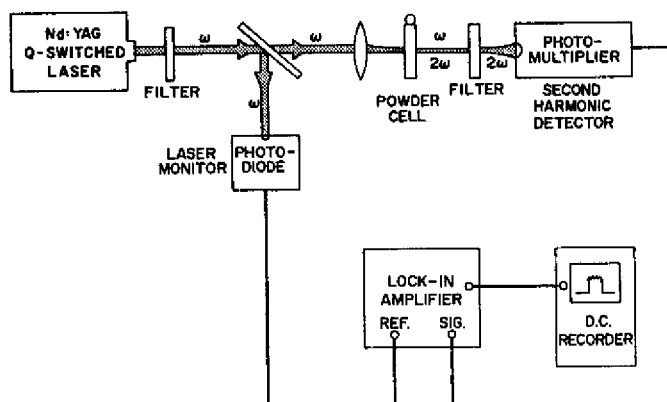 Nd: YAG
Q-SWITCHED
LASER
FILTER
ω
ω
ω
LASER
MONITOR
PHOTO-
DIODE
POWDER
CELL
ω
2ω
FILTER
2ω
PHOTO-
MULTIPLIER
SECOND
HARMONIC
DETECTOR
LOCK-IN
AMPLIFIER
REF. SIG.
D.C.
RECORDER